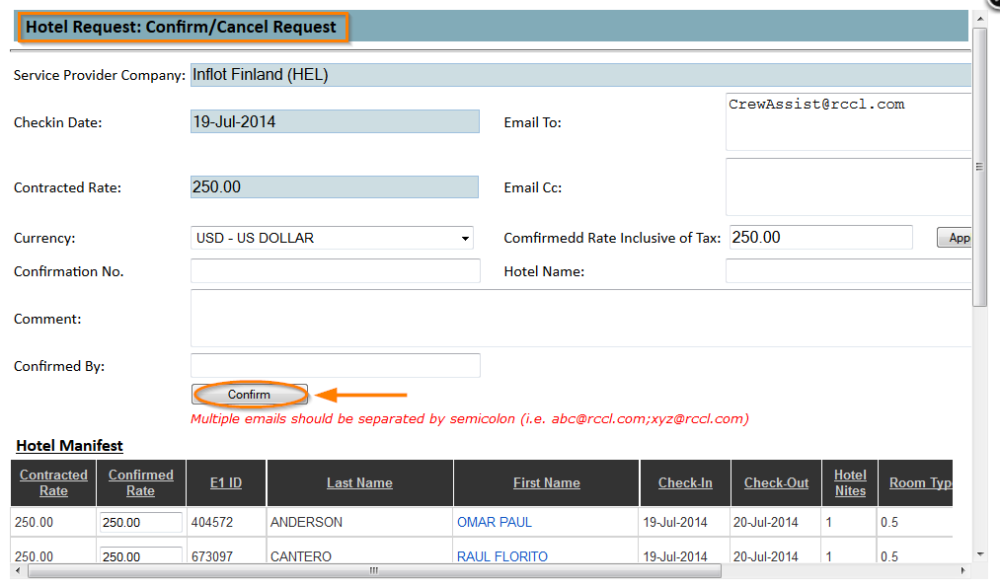 Hotel Request: Confirm/Cancel Request
Service Provider Company: Inflot Finland (HEL)
Checkin Date: 19-Jul-2014 Email To: CrewAssist@rccl.com
Contracted Rate: 250.00 Email Cc:
Currency: USD - US DOLLAR Comfirmedd Rate Inclusive of Tax: 250.00 App
Confirmation No. Hotel Name:
Comment:
Confirmed By:
Confirm
Multiple emails should be separated by semicolon (i.e. abc@rccl.com;xyz@rccl.com)
Hotel Manifest
Contracted Rate Confirmed Rate E1 ID Last Name First Name Check-In Check-Out Hotel Nites Room Typ
250.00 250.00 404572 ANDERSON OMAR PAUL 19-Jul-2014 20-Jul-2014 1 0.5
250.00 250.00 673097 CANTERO RAUL FLORITO 19-Jul-2014 20-Jul-2014 1 0.5